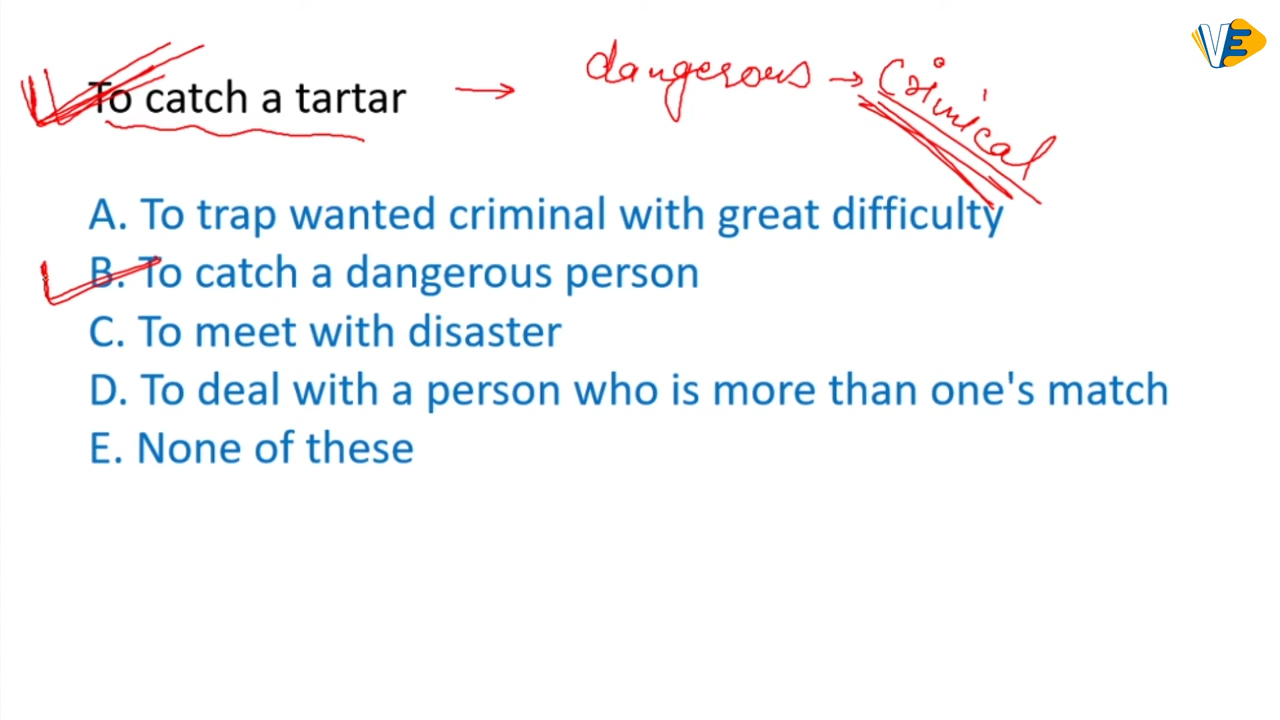 VE
dangerous → Criminal
To catch a tartar →
A. To trap wanted criminal with great difficulty
B. To catch a dangerous person
C. To meet with disaster
D. To deal with a person who is more than one's match
E. None of these